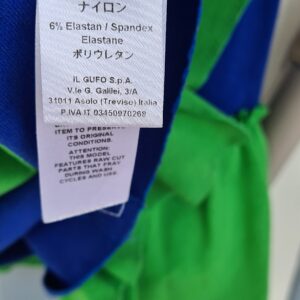 ナイロン
6% Elastan / Spandex
Elastane
ポリウレタン
IL GUFO S.p.A.
V.le G. Galilei, 3/A
31011 Asolo (Treviso) Italia
P.IVA IT 03450970268
ITEM TO PRESERVE
ITS ORIGINAL
CONDITIONS.
ATTENTION:
THIS MODEL
FEATURES RAW CUT
PARTS THAT FRAY
DURING WASH
CYCLES AND USE.